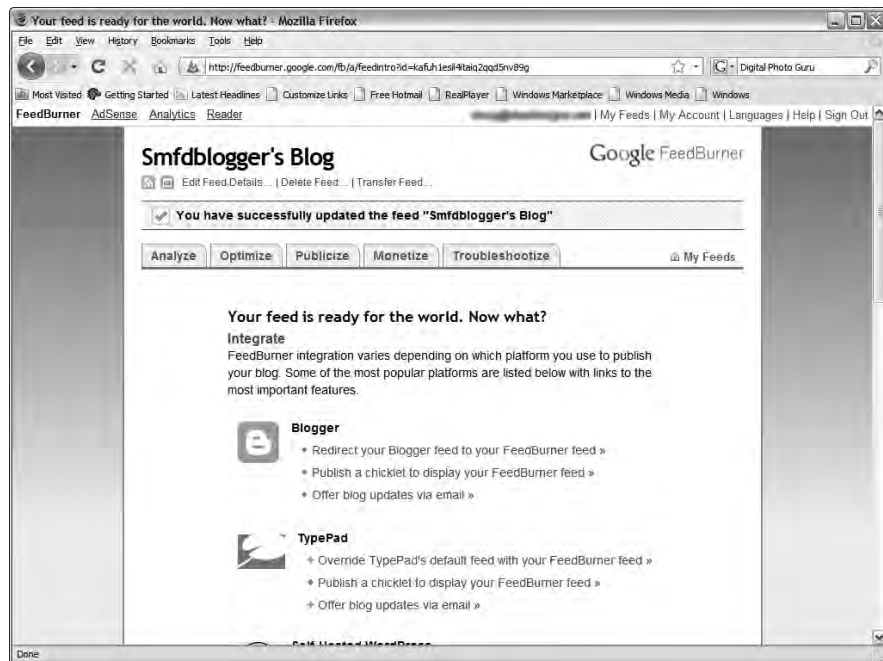 Your feed is ready for the world. Now what? - Mozilla Firefox
File Edit View History Bookmarks Tools Help
http://feedburner.google.com/fb/a/feedintro?id=kafuh1esil4itaiq2qqd5nv89g
G Digital Photo Guru
Most Visited Getting Started Latest Headlines Customize Links Free Hotmail RealPlayer Windows Marketplace Windows Media Windows
FeedBurner AdSense Analytics Reader
| My Feeds | My Account | Languages | Help | Sign Out
Smfdblogger's Blog
Google FeedBurner
Edit Feed Details... | Delete Feed... | Transfer Feed...
You have successfully updated the feed "Smfdblogger's Blog"
Analyze Optimize Publicize Monetize Troubleshootize
My Feeds
Your feed is ready for the world. Now what?
Integrate
FeedBurner integration varies depending on which platform you use to publish
your blog. Some of the most popular platforms are listed below with links to the
most important features.
Blogger
+ Redirect your Blogger feed to your FeedBurner feed »
+ Publish a chicklet to display your FeedBurner feed »
+ Offer blog updates via email »
TypePad
+ Override TypePad's default feed with your FeedBurner feed »
+ Publish a chicklet to display your FeedBurner feed »
+ Offer blog updates via email »
Self-Hosted WordPress
Done